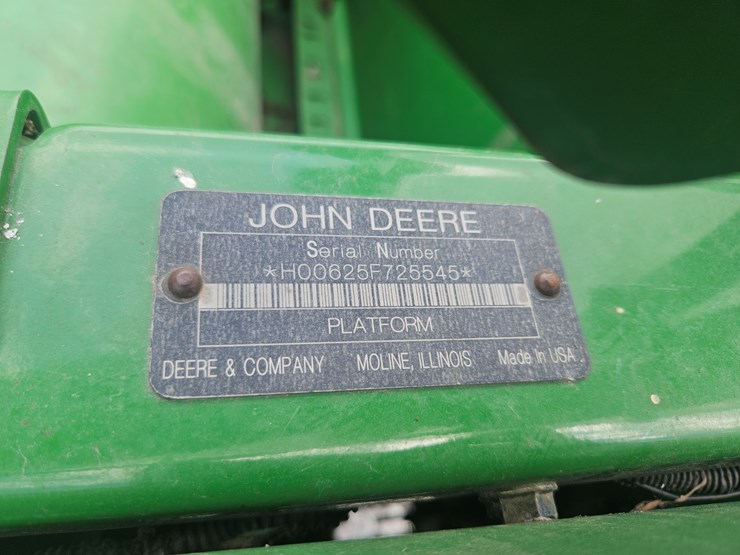 JOHN DEERE
Serial Number
*H00625F725545*
PLATFORM
DEERE & COMPANY MOLINE, ILLINOIS Made In USA